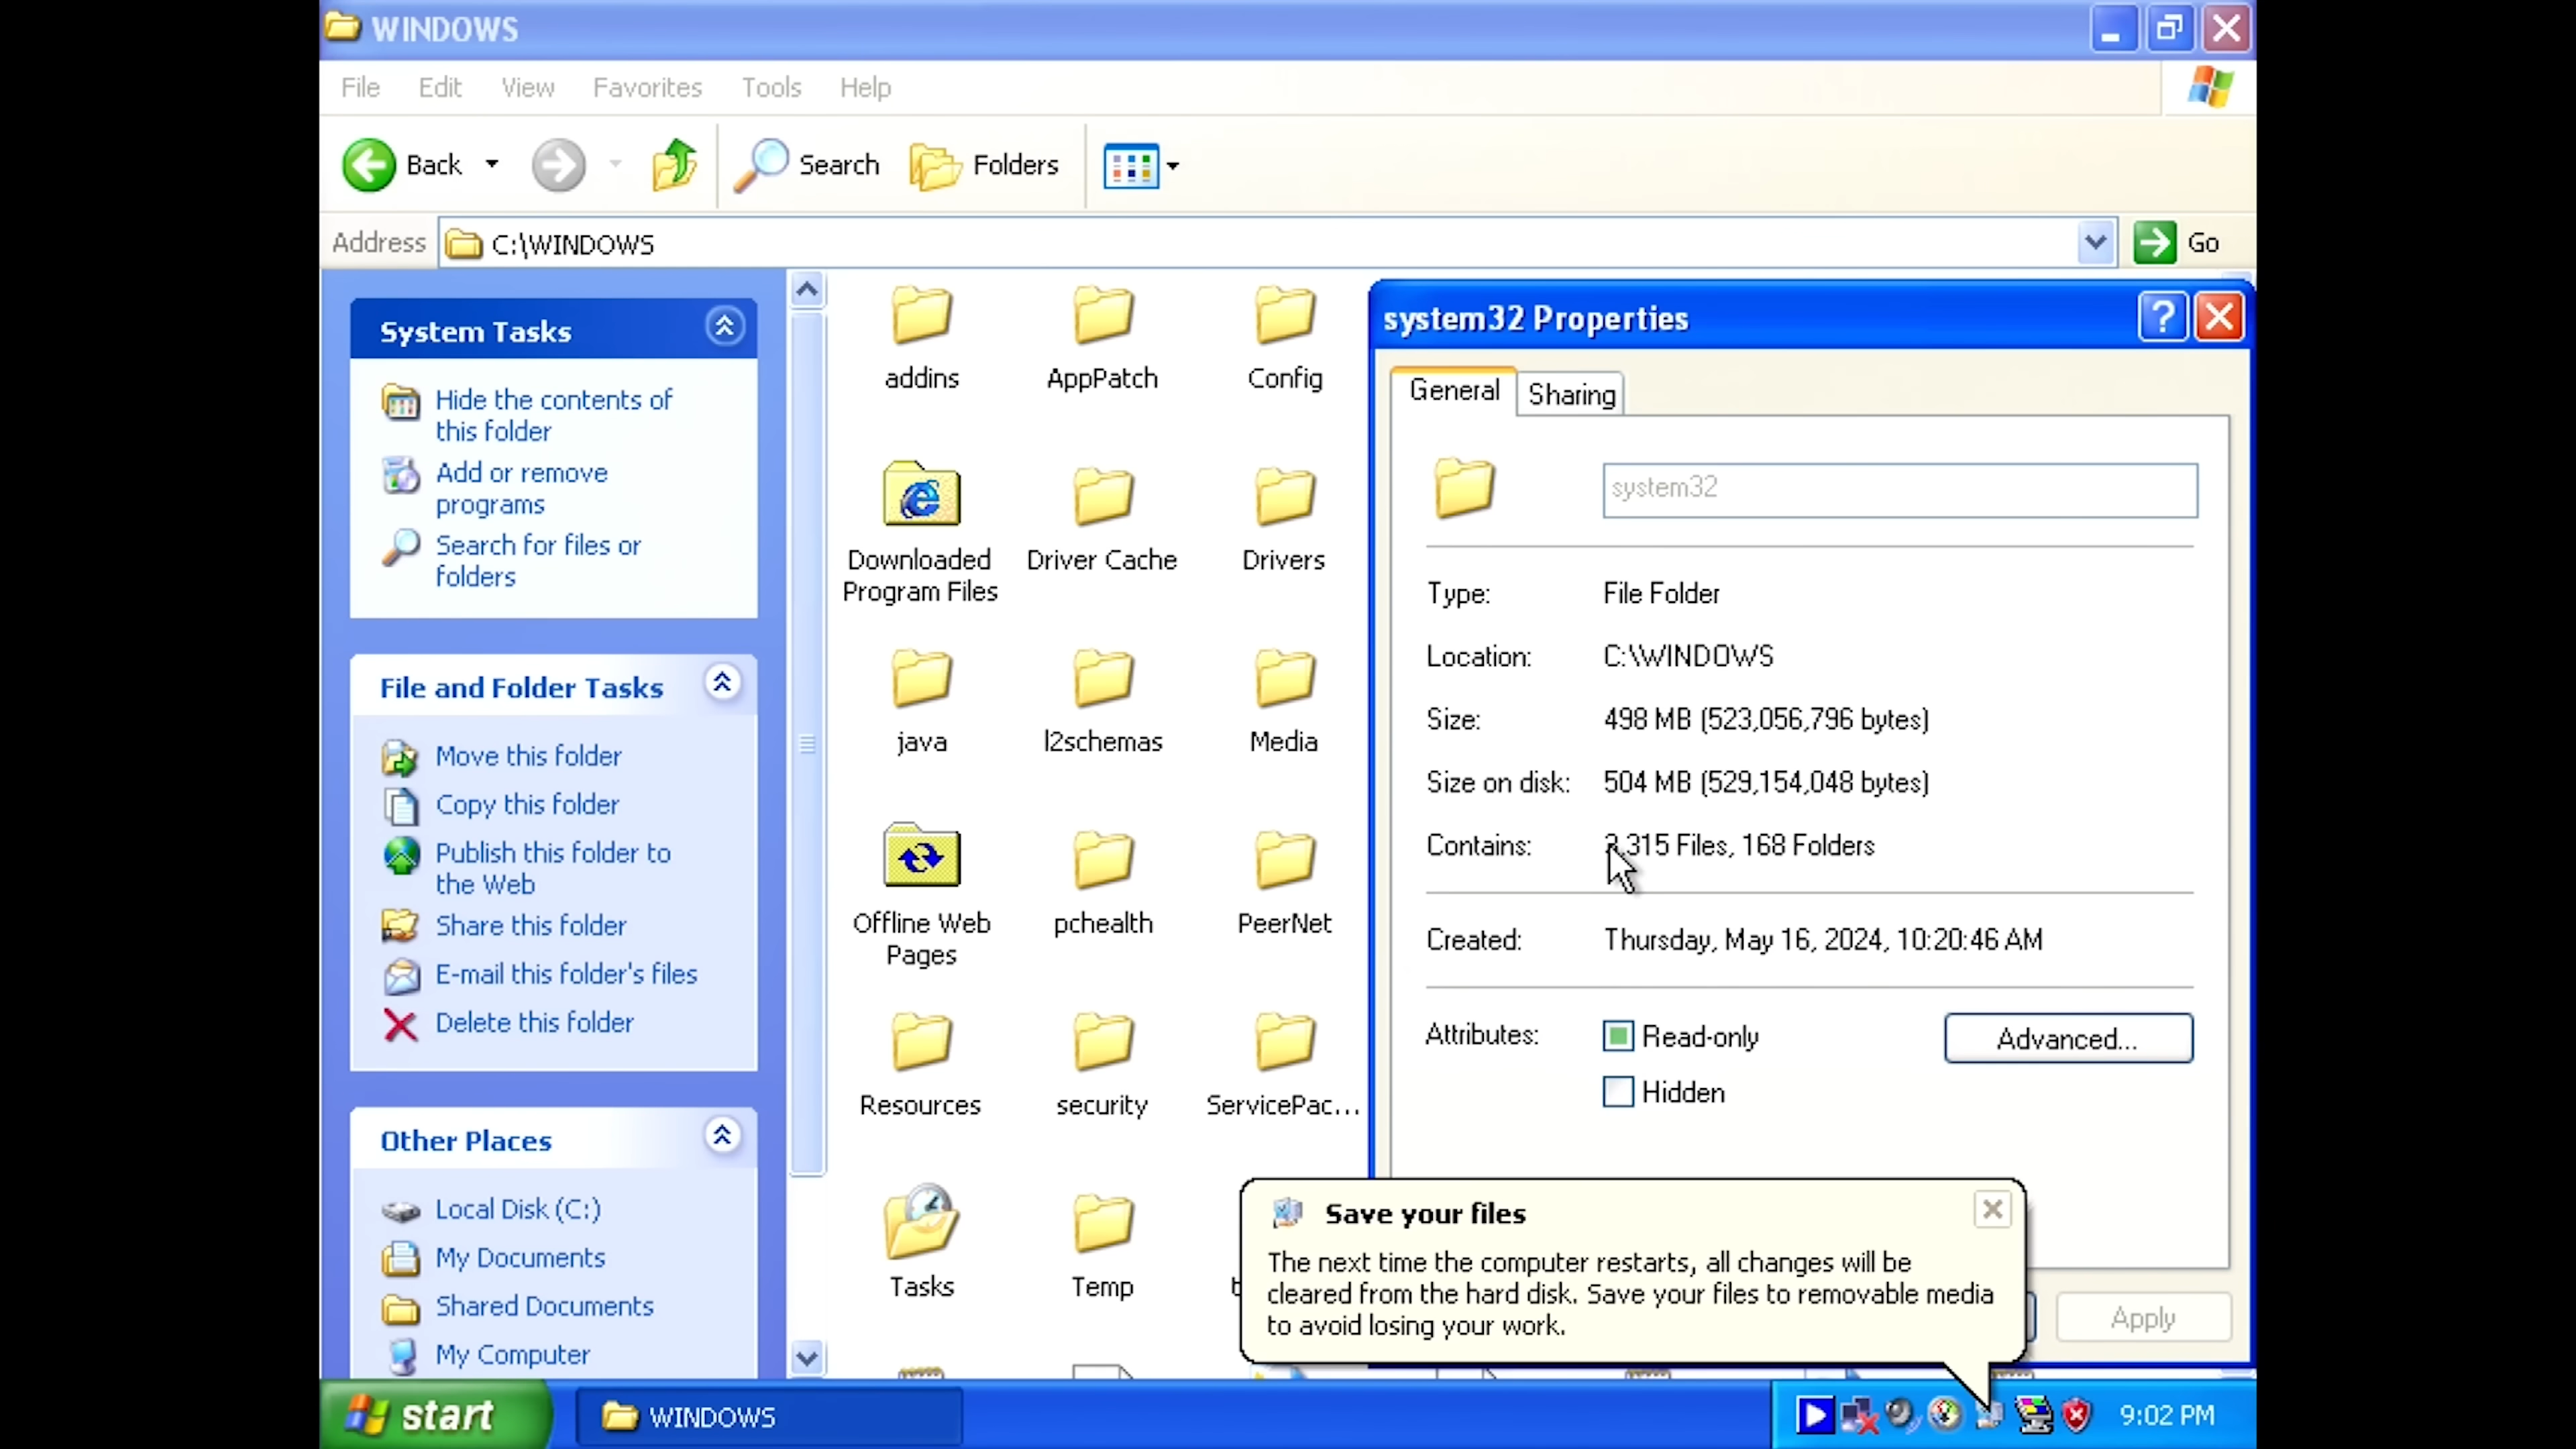 WINDOWS
File Edit View Favorites Tools Help
Back Search Folders
Address C:\WINDOWS Go
System Tasks
Hide the contents of
this folder
Add or remove
programs
Search for files or
folders
File and Folder Tasks
Move this folder
Copy this folder
Publish this folder to
the Web
Share this folder
E-mail this folder's files
Delete this folder
Other Places
Local Disk (C:)
My Documents
Shared Documents
My Computer
addins AppPatch Config
Downloaded
Program Files
Driver Cache Drivers
java l2schemas Media
Offline Web
Pages
pchealth PeerNet
Resources security ServicePac...
Tasks Temp
system32 Properties
General Sharing
system32
Type: File Folder
Location: C:\WINDOWS
Size: 498 MB (523,056,796 bytes)
Size on disk: 504 MB (529,154,048 bytes)
Contains: Files, 168 Folders
Created: Thursday, May 16, 2024, 10:20:46 AM
Attributes: Read-only Advanced...
Hidden
Apply
Save your files
The next time the computer restarts, all changes will be
cleared from the hard disk. Save your files to removable media
to avoid losing your work.
start WINDOWS 9:02 PM